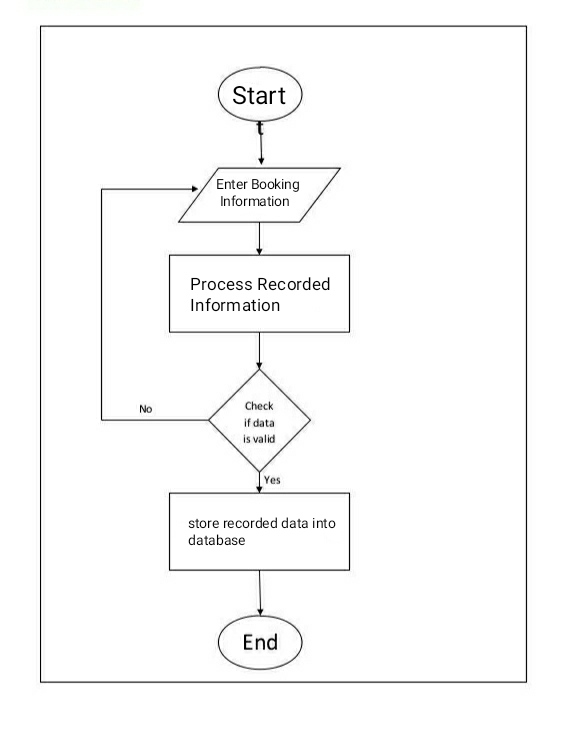 Start
t
Enter Booking
Information
Process Recorded
Information
Check
if data
is valid
No
Yes
store recorded data into
database
End